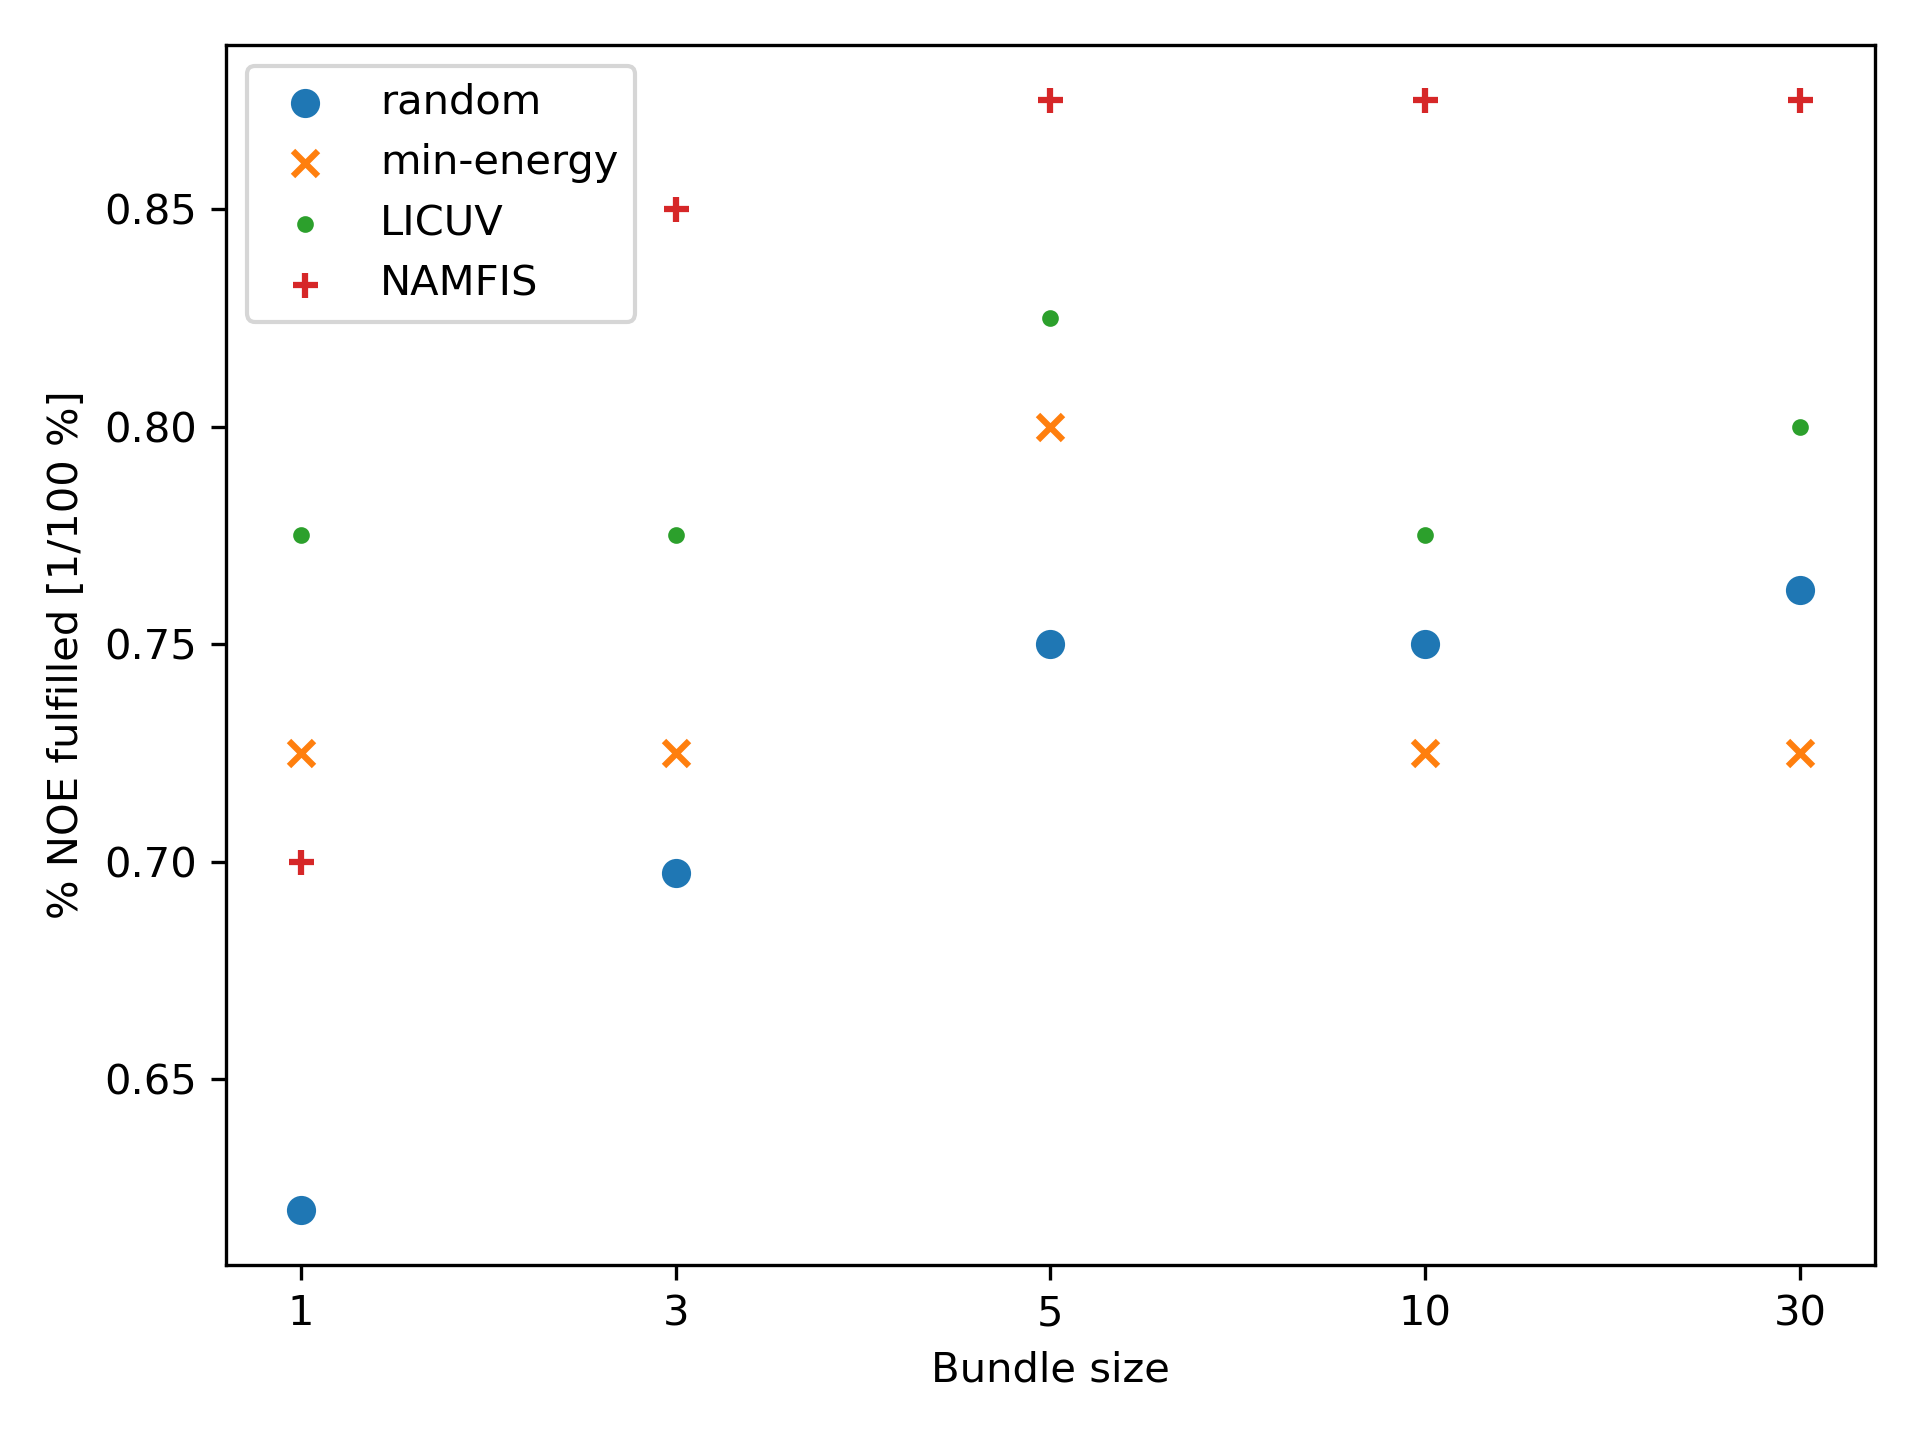 random
min-energy
LICUV
NAMFIS
0.85
0.80
0.75
0.70
0.65
% NOE fulfilled [1/100 %]
1 3 5 10 30
Bundle size